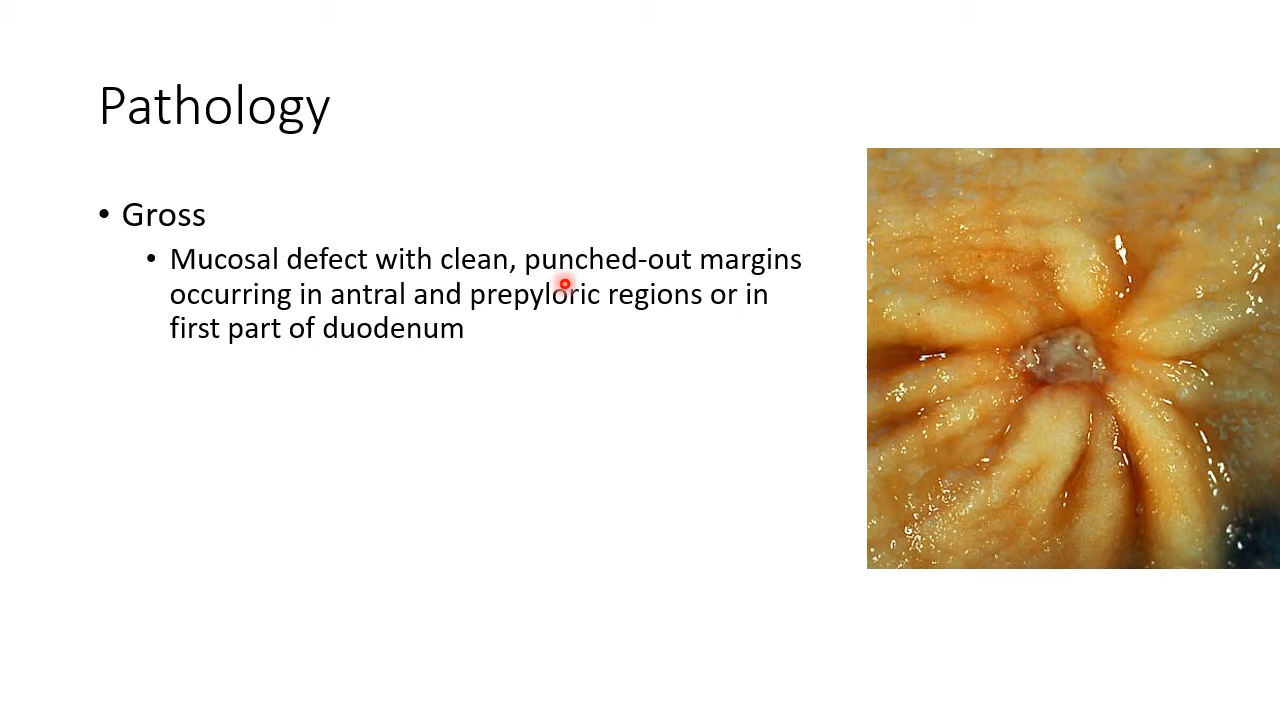 Pathology
• Gross
• Mucosal defect with clean, punched-out margins
occurring in antral and prepyloric regions or in
first part of duodenum